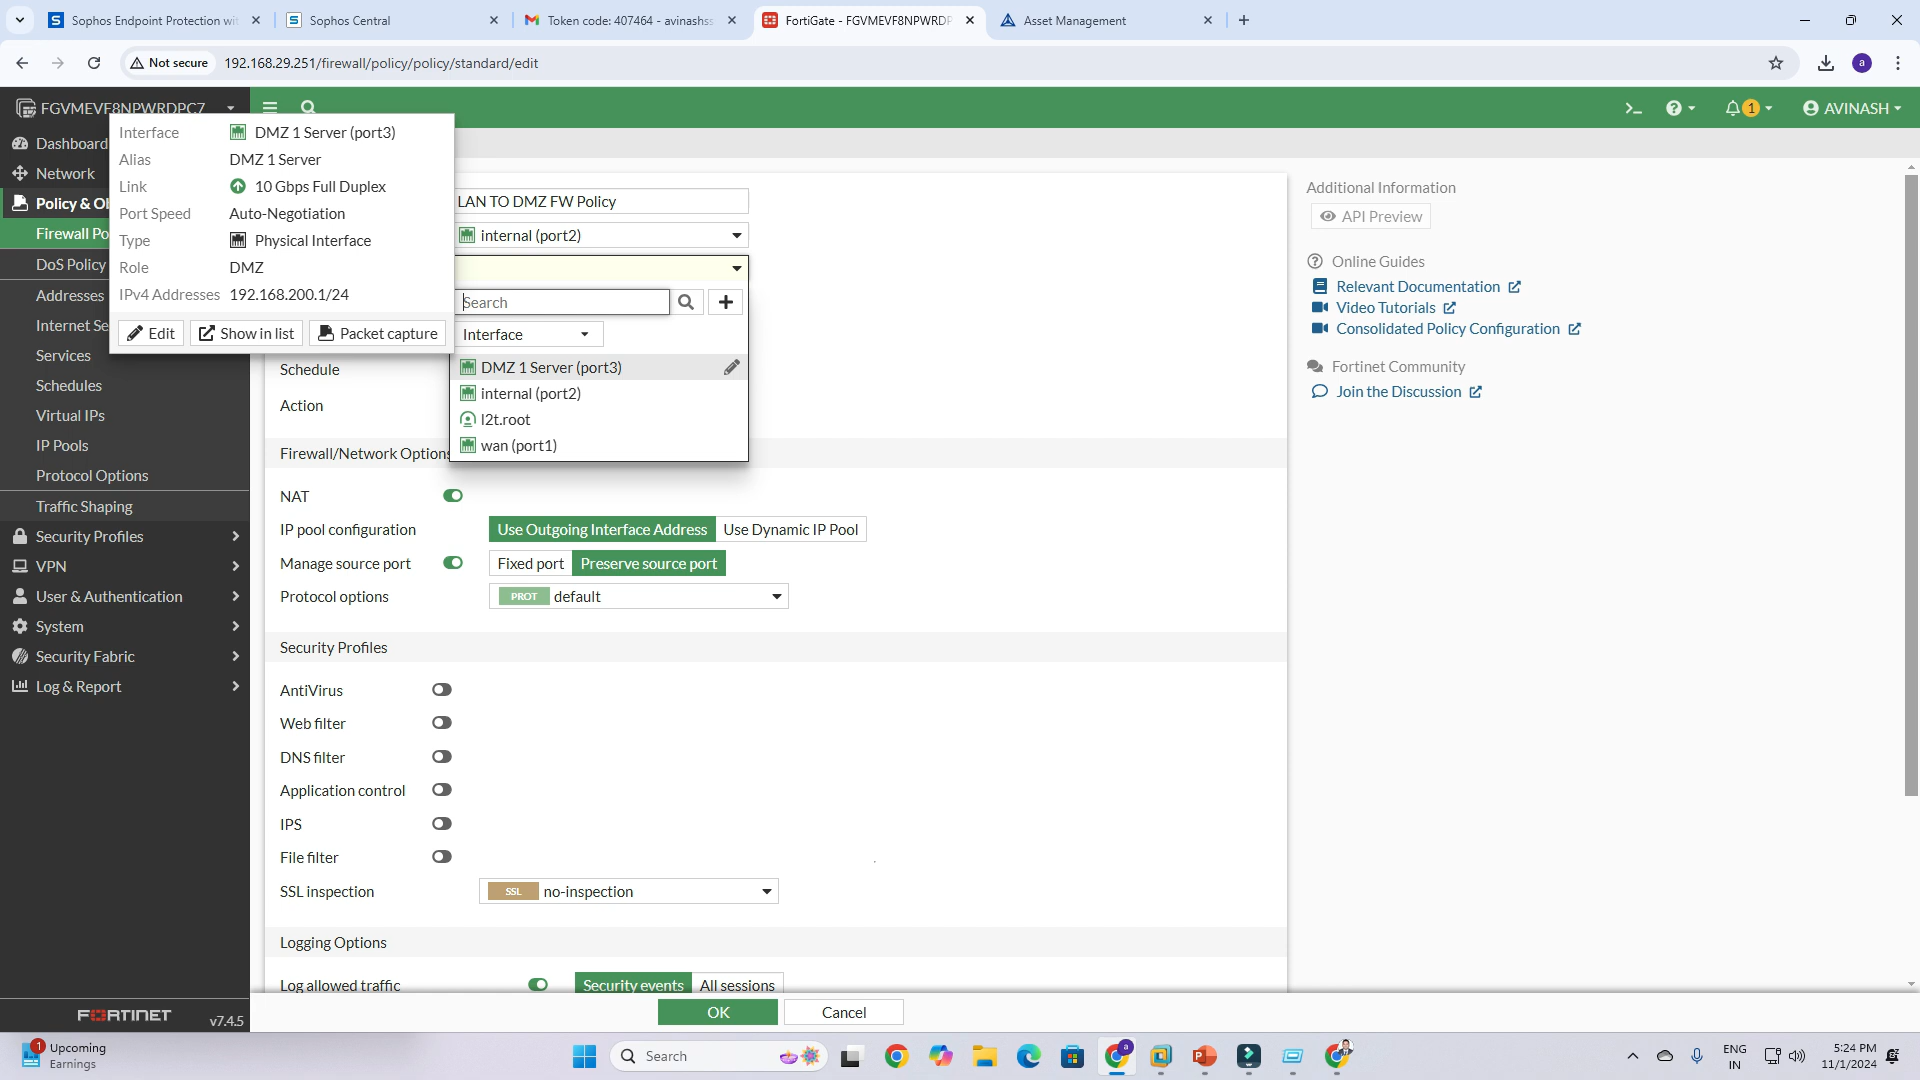 Sophos Endpoint Protection wit
Sophos Central
Token code: 407464 - avinashss
FortiGate - FGVMEVF8NPWRDP
Asset Management
Not secure
192.168.29.251/firewall/policy/policy/standard/edit
a
FGVMEVF8NPWRDPC7
1
AVINASH
Dashboard
Network
Policy & Ob
Firewall Po
DoS Policy
Addresses
Internet Se
Services
Schedules
Virtual IPs
IP Pools
Protocol Options
Traffic Shaping
Security Profiles
VPN
User & Authentication
System
Security Fabric
Log & Report
FORTINET
v7.4.5
Interface DMZ 1 Server (port3)
Alias DMZ 1 Server
Link 10 Gbps Full Duplex
Port Speed Auto-Negotiation
Type Physical Interface
Role DMZ
IPv4 Addresses 192.168.200.1/24
Edit Show in list Packet capture
LAN TO DMZ FW Policy
internal (port2)
Search
Interface
DMZ 1 Server (port3)
internal (port2)
l2t.root
wan (port1)
Schedule
Action
Firewall/Network Options
NAT
IP pool configuration Use Outgoing Interface Address Use Dynamic IP Pool
Manage source port Fixed port Preserve source port
Protocol options PROT default
Security Profiles
AntiVirus
Web filter
DNS filter
Application control
IPS
File filter
SSL inspection SSL no-inspection
Logging Options
Log allowed traffic Security events All sessions
OK Cancel
Additional Information
API Preview
Online Guides
Relevant Documentation
Video Tutorials
Consolidated Policy Configuration
Fortinet Community
Join the Discussion
1
Upcoming
Earnings
Search
a
ENG
IN
5:24 PM
11/1/2024